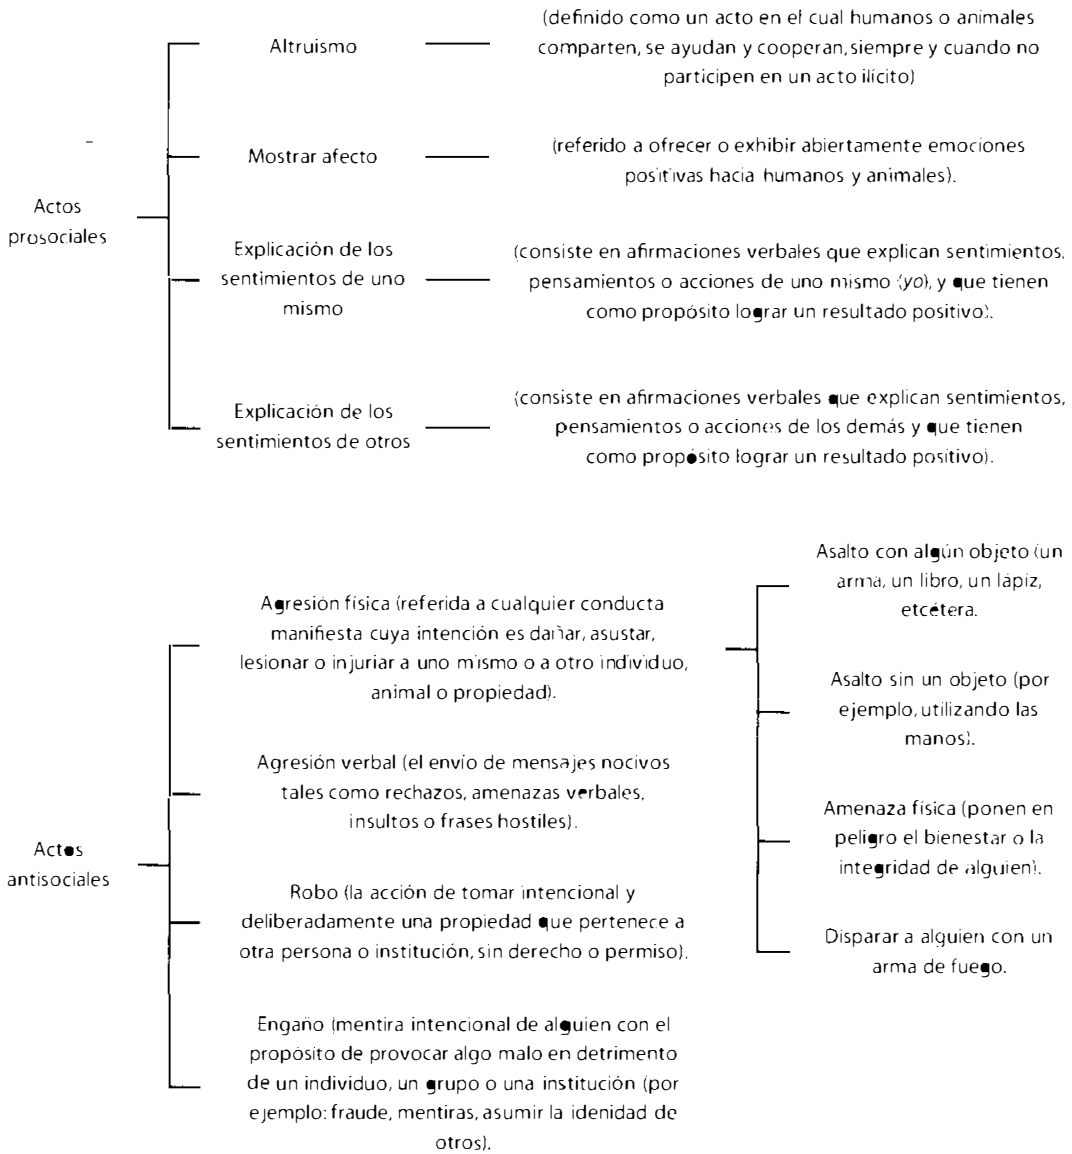 Actos
prosociales
Altruismo
(definido como un acto en el cual humanos o animales
comparten, se ayudan y cooperan, siempre y cuando no
participen en un acto ilícito)
Mostrar afecto
(referido a ofrecer o exhibir abiertamente emociones
positivas hacia humanos y animales).
Explicación de los
sentimientos de uno
mismo
(consiste en afirmaciones verbales que explican sentimientos,
pensamientos o acciones de uno mismo (yo), y que tienen
como propósito lograr un resultado positivo).
Explicación de los
sentimientos de otros
(consiste en afirmaciones verbales que explican sentimientos,
pensamientos o acciones de los demás y que tienen
como propósito lograr un resultado positivo).
Actos
antisociales
Agresión física (referida a cualquier conducta
manifiesta cuya intención es dañar, asustar,
lesionar o injuriar a uno mismo o a otro individuo,
animal o propiedad).
Asalto con algún objeto (un
arma, un libro, un lápiz,
etcétera.
Asalto sin un objeto (por
ejemplo, utilizando las
manos).
Amenaza física (ponen en
peligro el bienestar o la
integridad de alguien).
Disparar a alguien con un
arma de fuego.
Agresión verbal (el envío de mensajes nocivos
tales como rechazos, amenazas verbales,
insultos o frases hostiles).
Robo (la acción de tomar intencional y
deliberadamente una propiedad que pertenece a
otra persona o institución, sin derecho o permiso).
Engaño (mentira intencional de alguien con el
propósito de provocar algo malo en detrimento
de un individuo, un grupo o una institución (por
ejemplo: fraude, mentiras, asumir la idenidad de
otros).